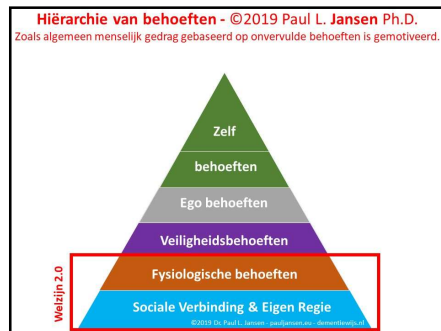 Hiërarchie van behoeften - ©2019 Paul L. Jansen Ph.D.
Zoals algemeen menselijk gedrag gebaseerd op onvervulde behoeften is gemotiveerd.
Zelf
behoeften
Ego behoeften
Veiligheidsbehoeften
Fysiologische behoeften
Sociale Verbinding & Eigen Regie
©2019 Dr. Paul L. Jansen - pauljansen.eu - dementiewijs.nl
Welzijn 2.0